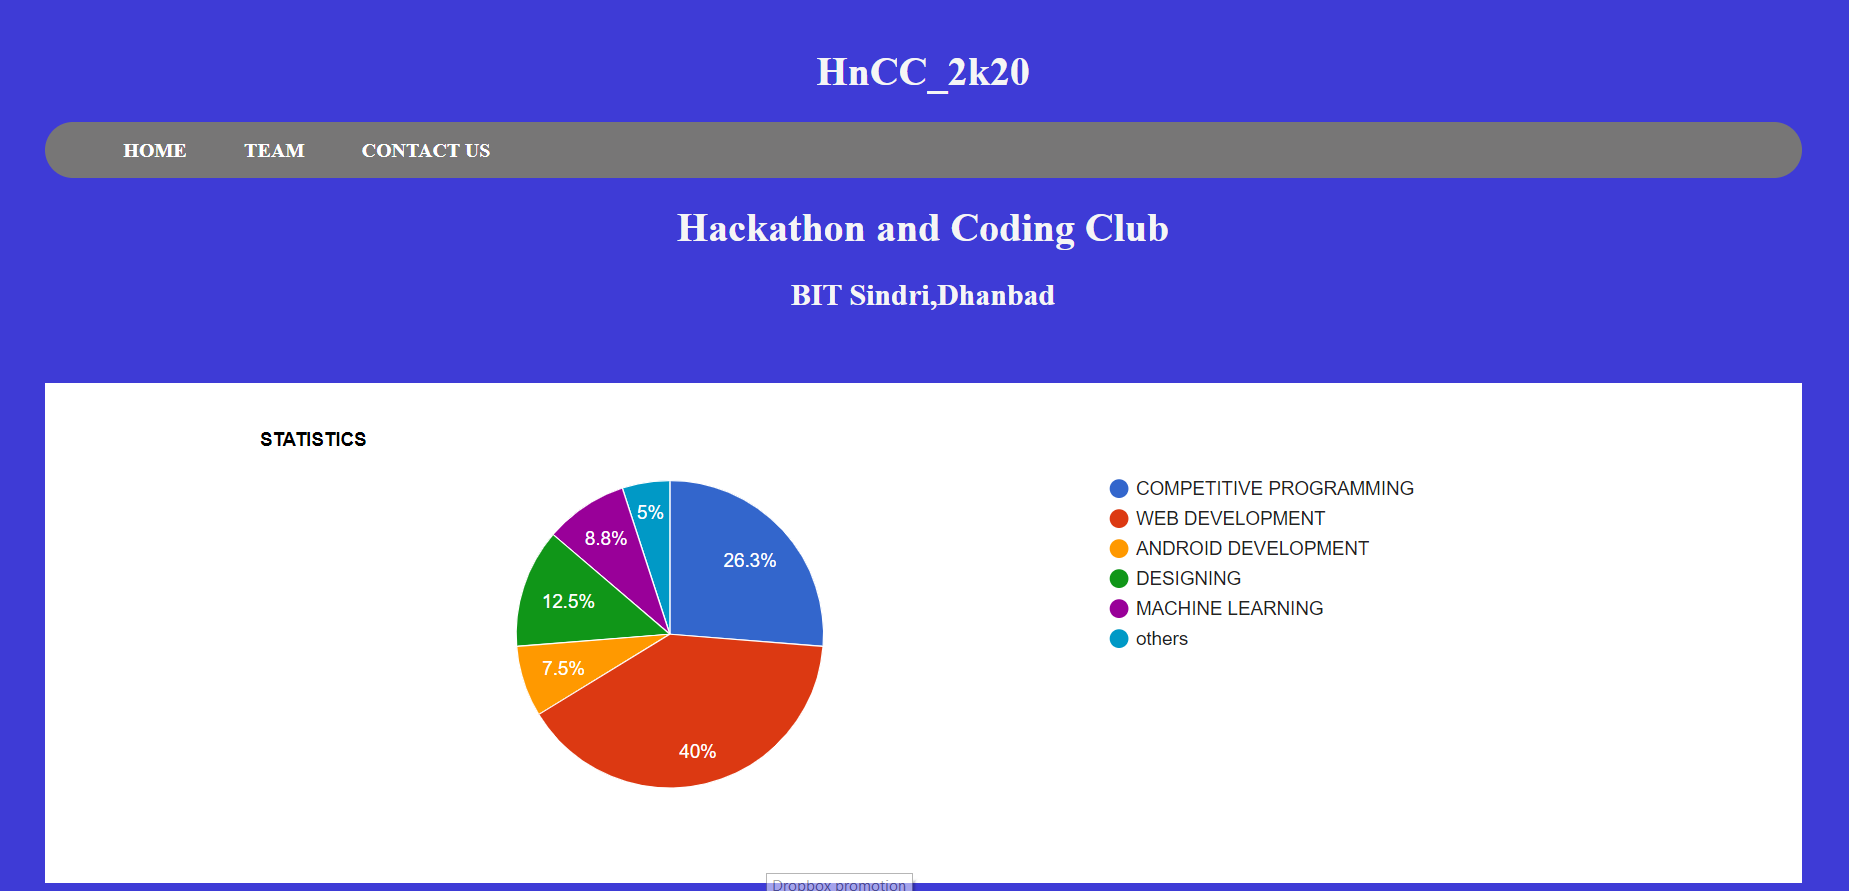 HnCC_2k20
HOME TEAM CONTACT US
Hackathon and Coding Club
BIT Sindri,Dhanbad
STATISTICS
5%
8.8%
26.3%
12.5%
7.5%
40%
COMPETITIVE PROGRAMMING
WEB DEVELOPMENT
ANDROID DEVELOPMENT
DESIGNING
MACHINE LEARNING
others
Dropbox promotion